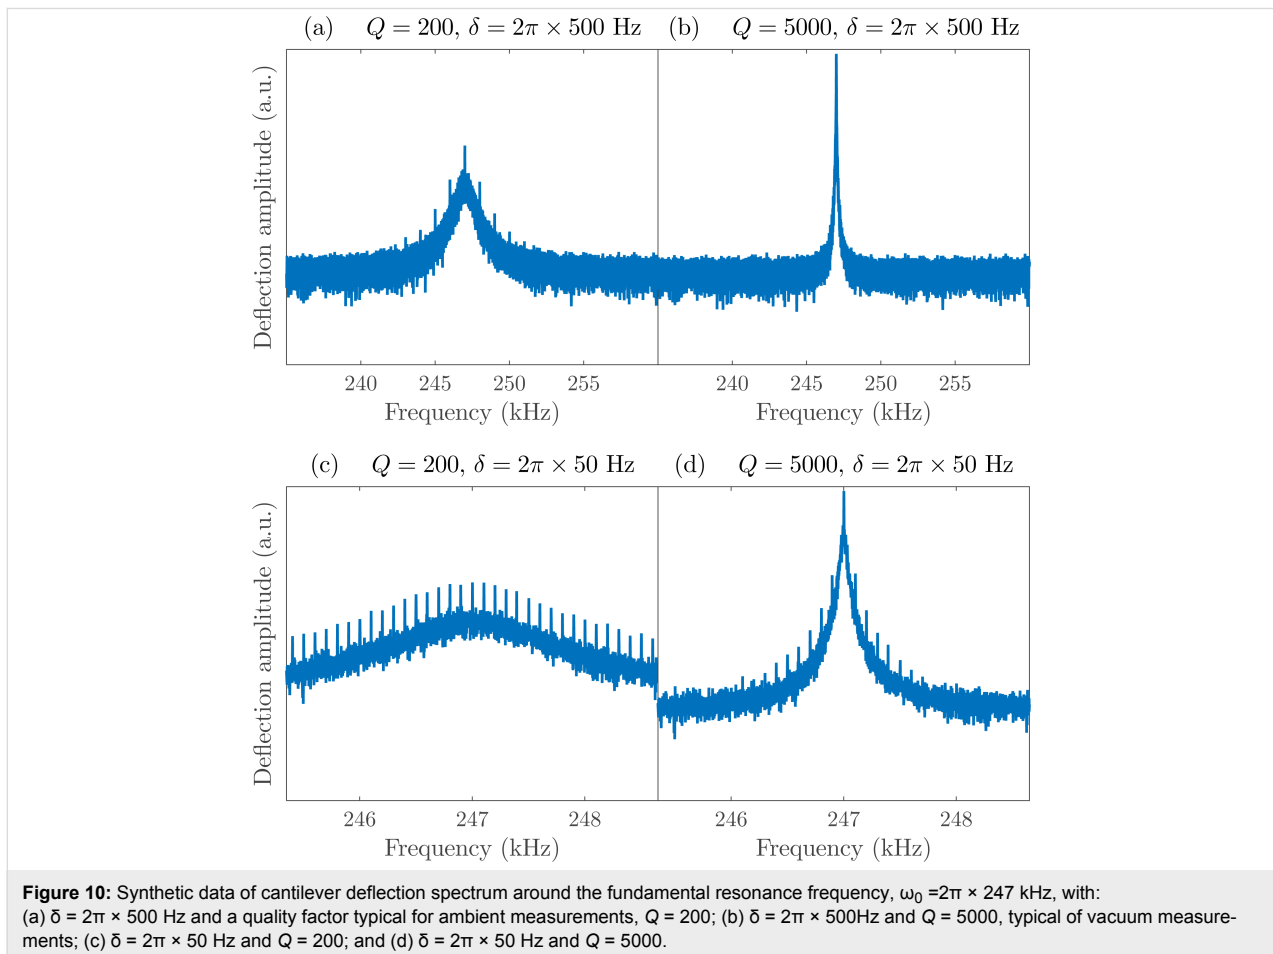 (a) Q = 200, δ = 2π × 500 Hz (b) Q = 5000, δ = 2π × 500 Hz
Deflection amplitude (a.u.)
240 245 250 255 240 245 250 255
Frequency (kHz) Frequency (kHz)
(c) Q = 200, δ = 2π × 50 Hz (d) Q = 5000, δ = 2π × 50 Hz
Deflection amplitude (a.u.)
246 247 248 246 247 248
Frequency (kHz) Frequency (kHz)
Figure 10: Synthetic data of cantilever deflection spectrum around the fundamental resonance frequency, ω₀ =2π × 247 kHz, with:
(a) δ = 2π × 500 Hz and a quality factor typical for ambient measurements, Q = 200; (b) δ = 2π × 500Hz and Q = 5000, typical of vacuum measure-
ments; (c) δ = 2π × 50 Hz and Q = 200; and (d) δ = 2π × 50 Hz and Q = 5000.